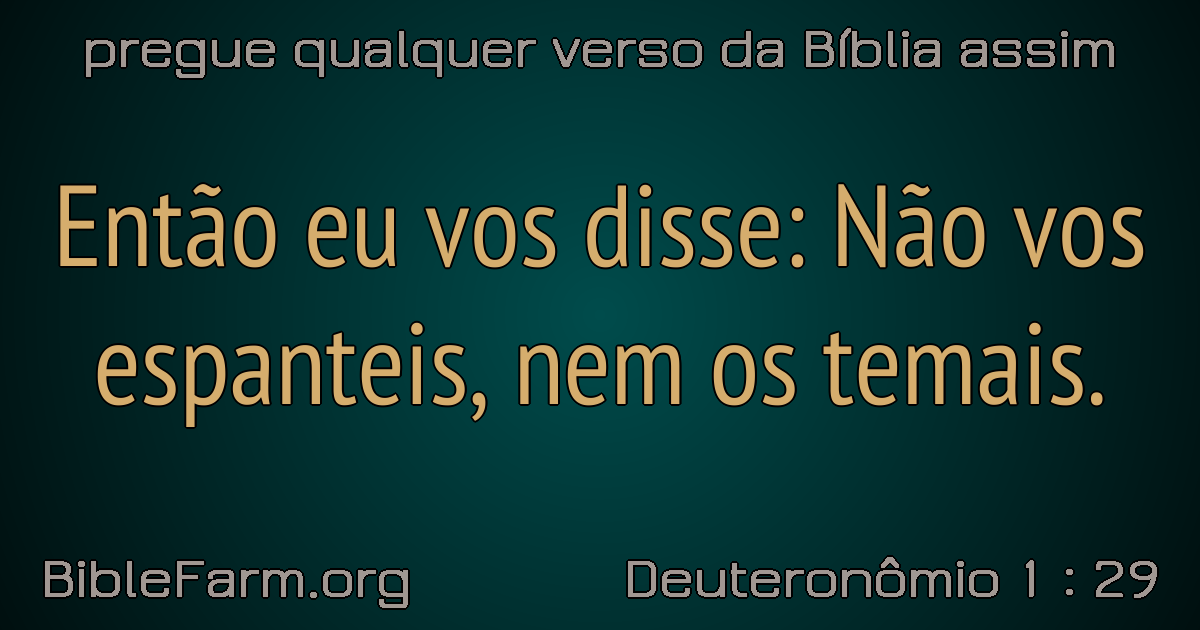 pregue qualquer verso da Bíblia assim
Então eu vos disse: Não vos
espanteis, nem os temais.
BibleFarm.org
Deuteronômio 1 : 29